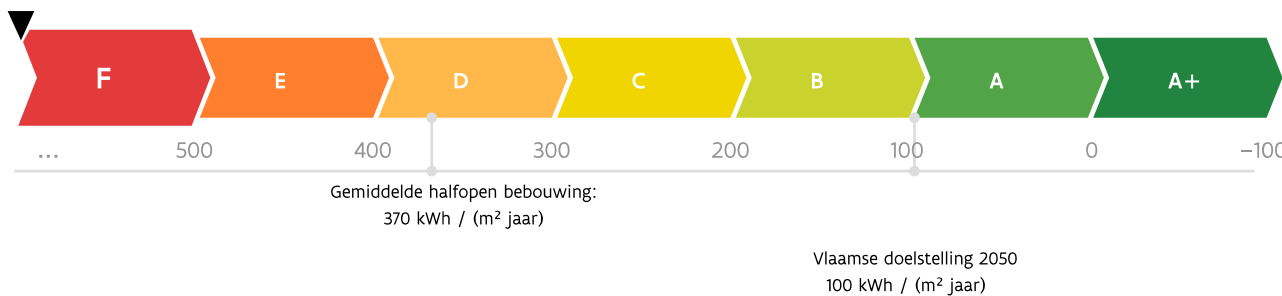 F E D C B A A+
... 500 400 300 200 100 0 −100
Gemiddelde halfopen bebouwing:
370 kWh / (m² jaar)
Vlaamse doelstelling 2050
100 kWh / (m² jaar)